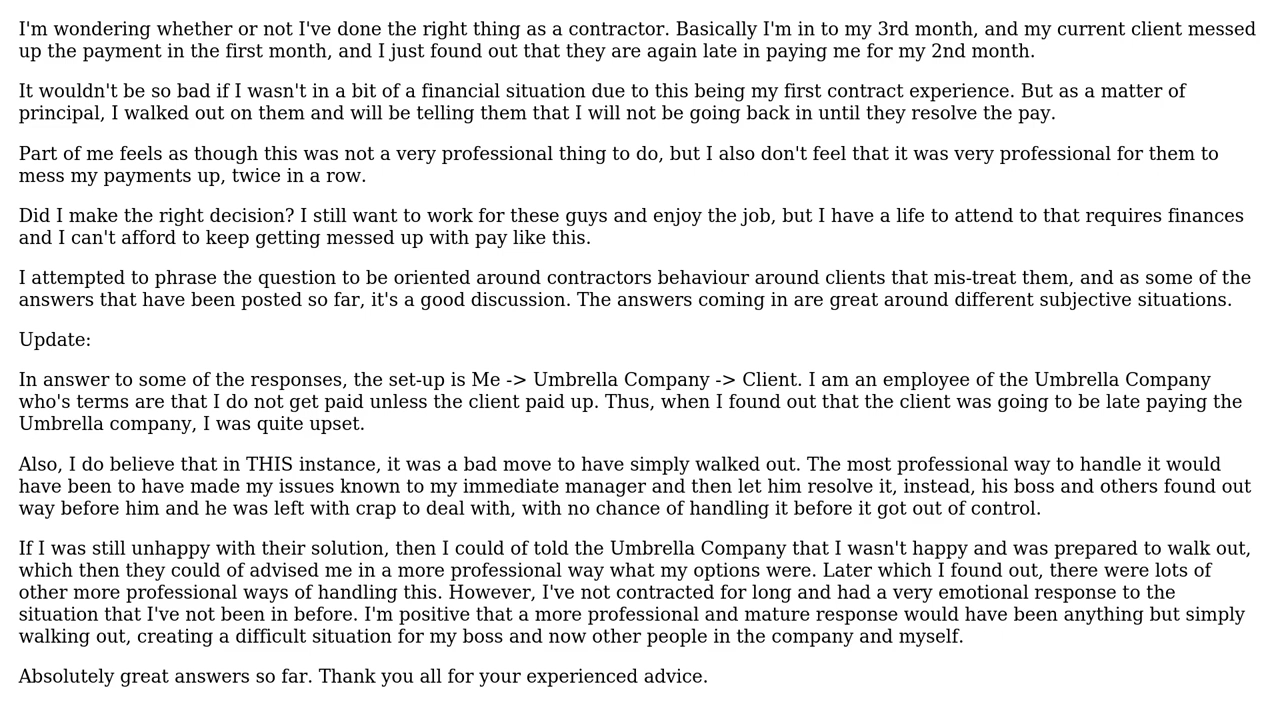 I'm wondering whether or not I've done the right thing as a contractor. Basically I'm in to my 3rd month, and my current client messed
up the payment in the first month, and I just found out that they are again late in paying me for my 2nd month.
It wouldn't be so bad if I wasn't in a bit of a financial situation due to this being my first contract experience. But as a matter of
principal, I walked out on them and will be telling them that I will not be going back in until they resolve the pay.
Part of me feels as though this was not a very professional thing to do, but I also don't feel that it was very professional for them to
mess my payments up, twice in a row.
Did I make the right decision? I still want to work for these guys and enjoy the job, but I have a life to attend to that requires finances
and I can't afford to keep getting messed up with pay like this.
I attempted to phrase the question to be oriented around contractors behaviour around clients that mis-treat them, and as some of the
answers that have been posted so far, it's a good discussion. The answers coming in are great around different subjective situations.
Update:
In answer to some of the responses, the set-up is Me -> Umbrella Company -> Client. I am an employee of the Umbrella Company
who's terms are that I do not get paid unless the client paid up. Thus, when I found out that the client was going to be late paying the
Umbrella company, I was quite upset.
Also, I do believe that in THIS instance, it was a bad move to have simply walked out. The most professional way to handle it would
have been to have made my issues known to my immediate manager and then let him resolve it, instead, his boss and others found out
way before him and he was left with crap to deal with, with no chance of handling it before it got out of control.
If I was still unhappy with their solution, then I could of told the Umbrella Company that I wasn't happy and was prepared to walk out,
which then they could of advised me in a more professional way what my options were. Later which I found out, there were lots of
other more professional ways of handling this. However, I've not contracted for long and had a very emotional response to the
situation that I've not been in before. I'm positive that a more professional and mature response would have been anything but simply
walking out, creating a difficult situation for my boss and now other people in the company and myself.
Absolutely great answers so far. Thank you all for your experienced advice.